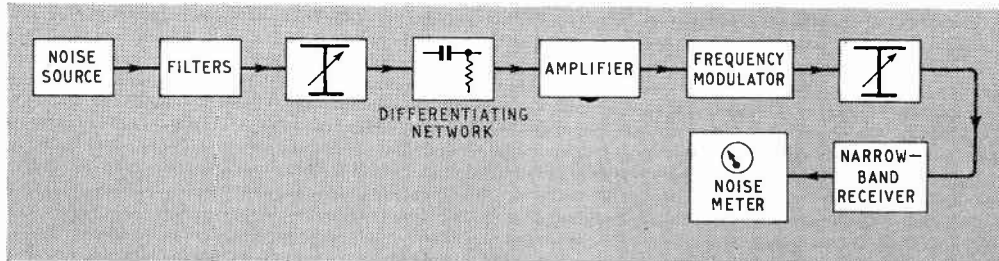 NOISE
SOURCE
FILTERS
DIFFERENTIATING
NETWORK
AMPLIFIER
FREQUENCY
MODULATOR
NARROW—
BAND
RECEIVER
NOISE
METER